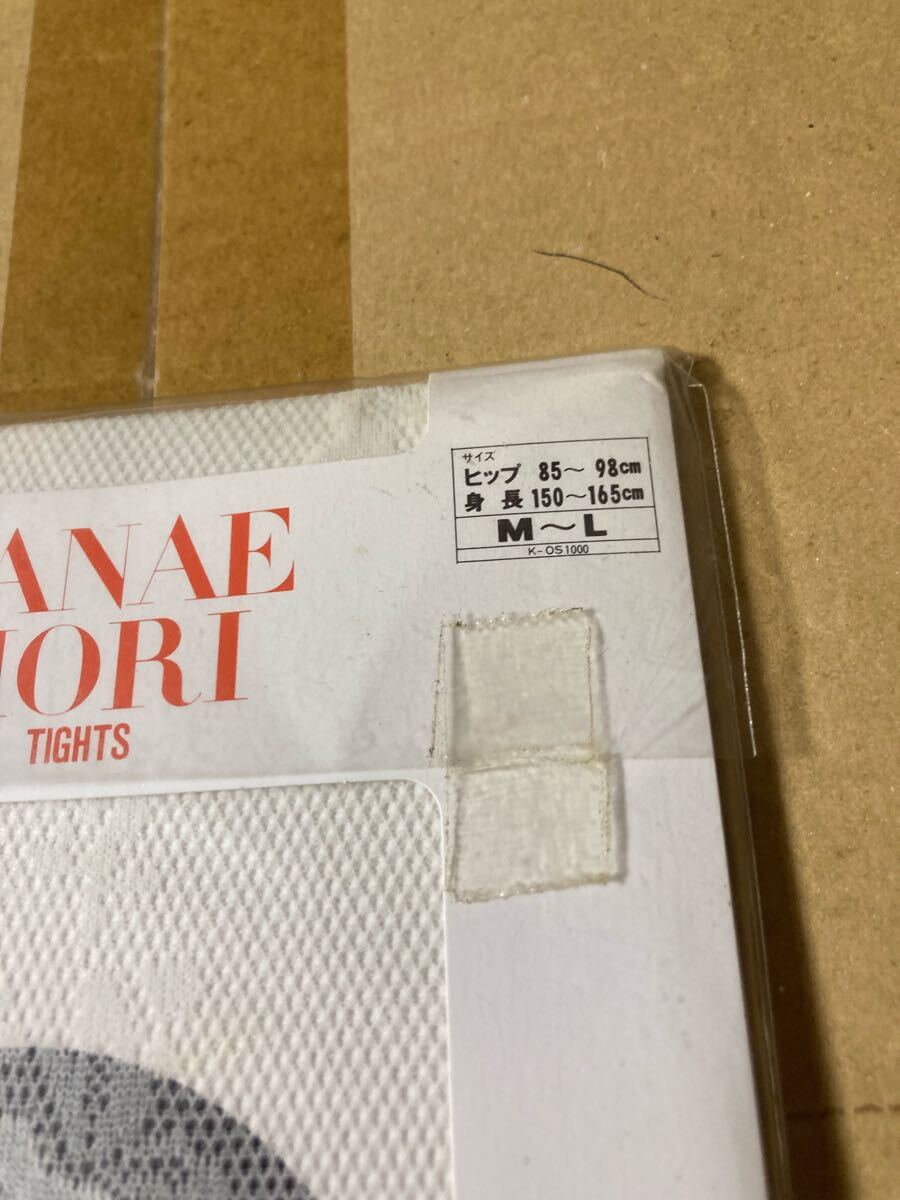 ANAE
IORI
TIGHTS
サイズ
ヒップ 85〜 98cm
身 長 150〜165cm
M〜L
K-OS1000